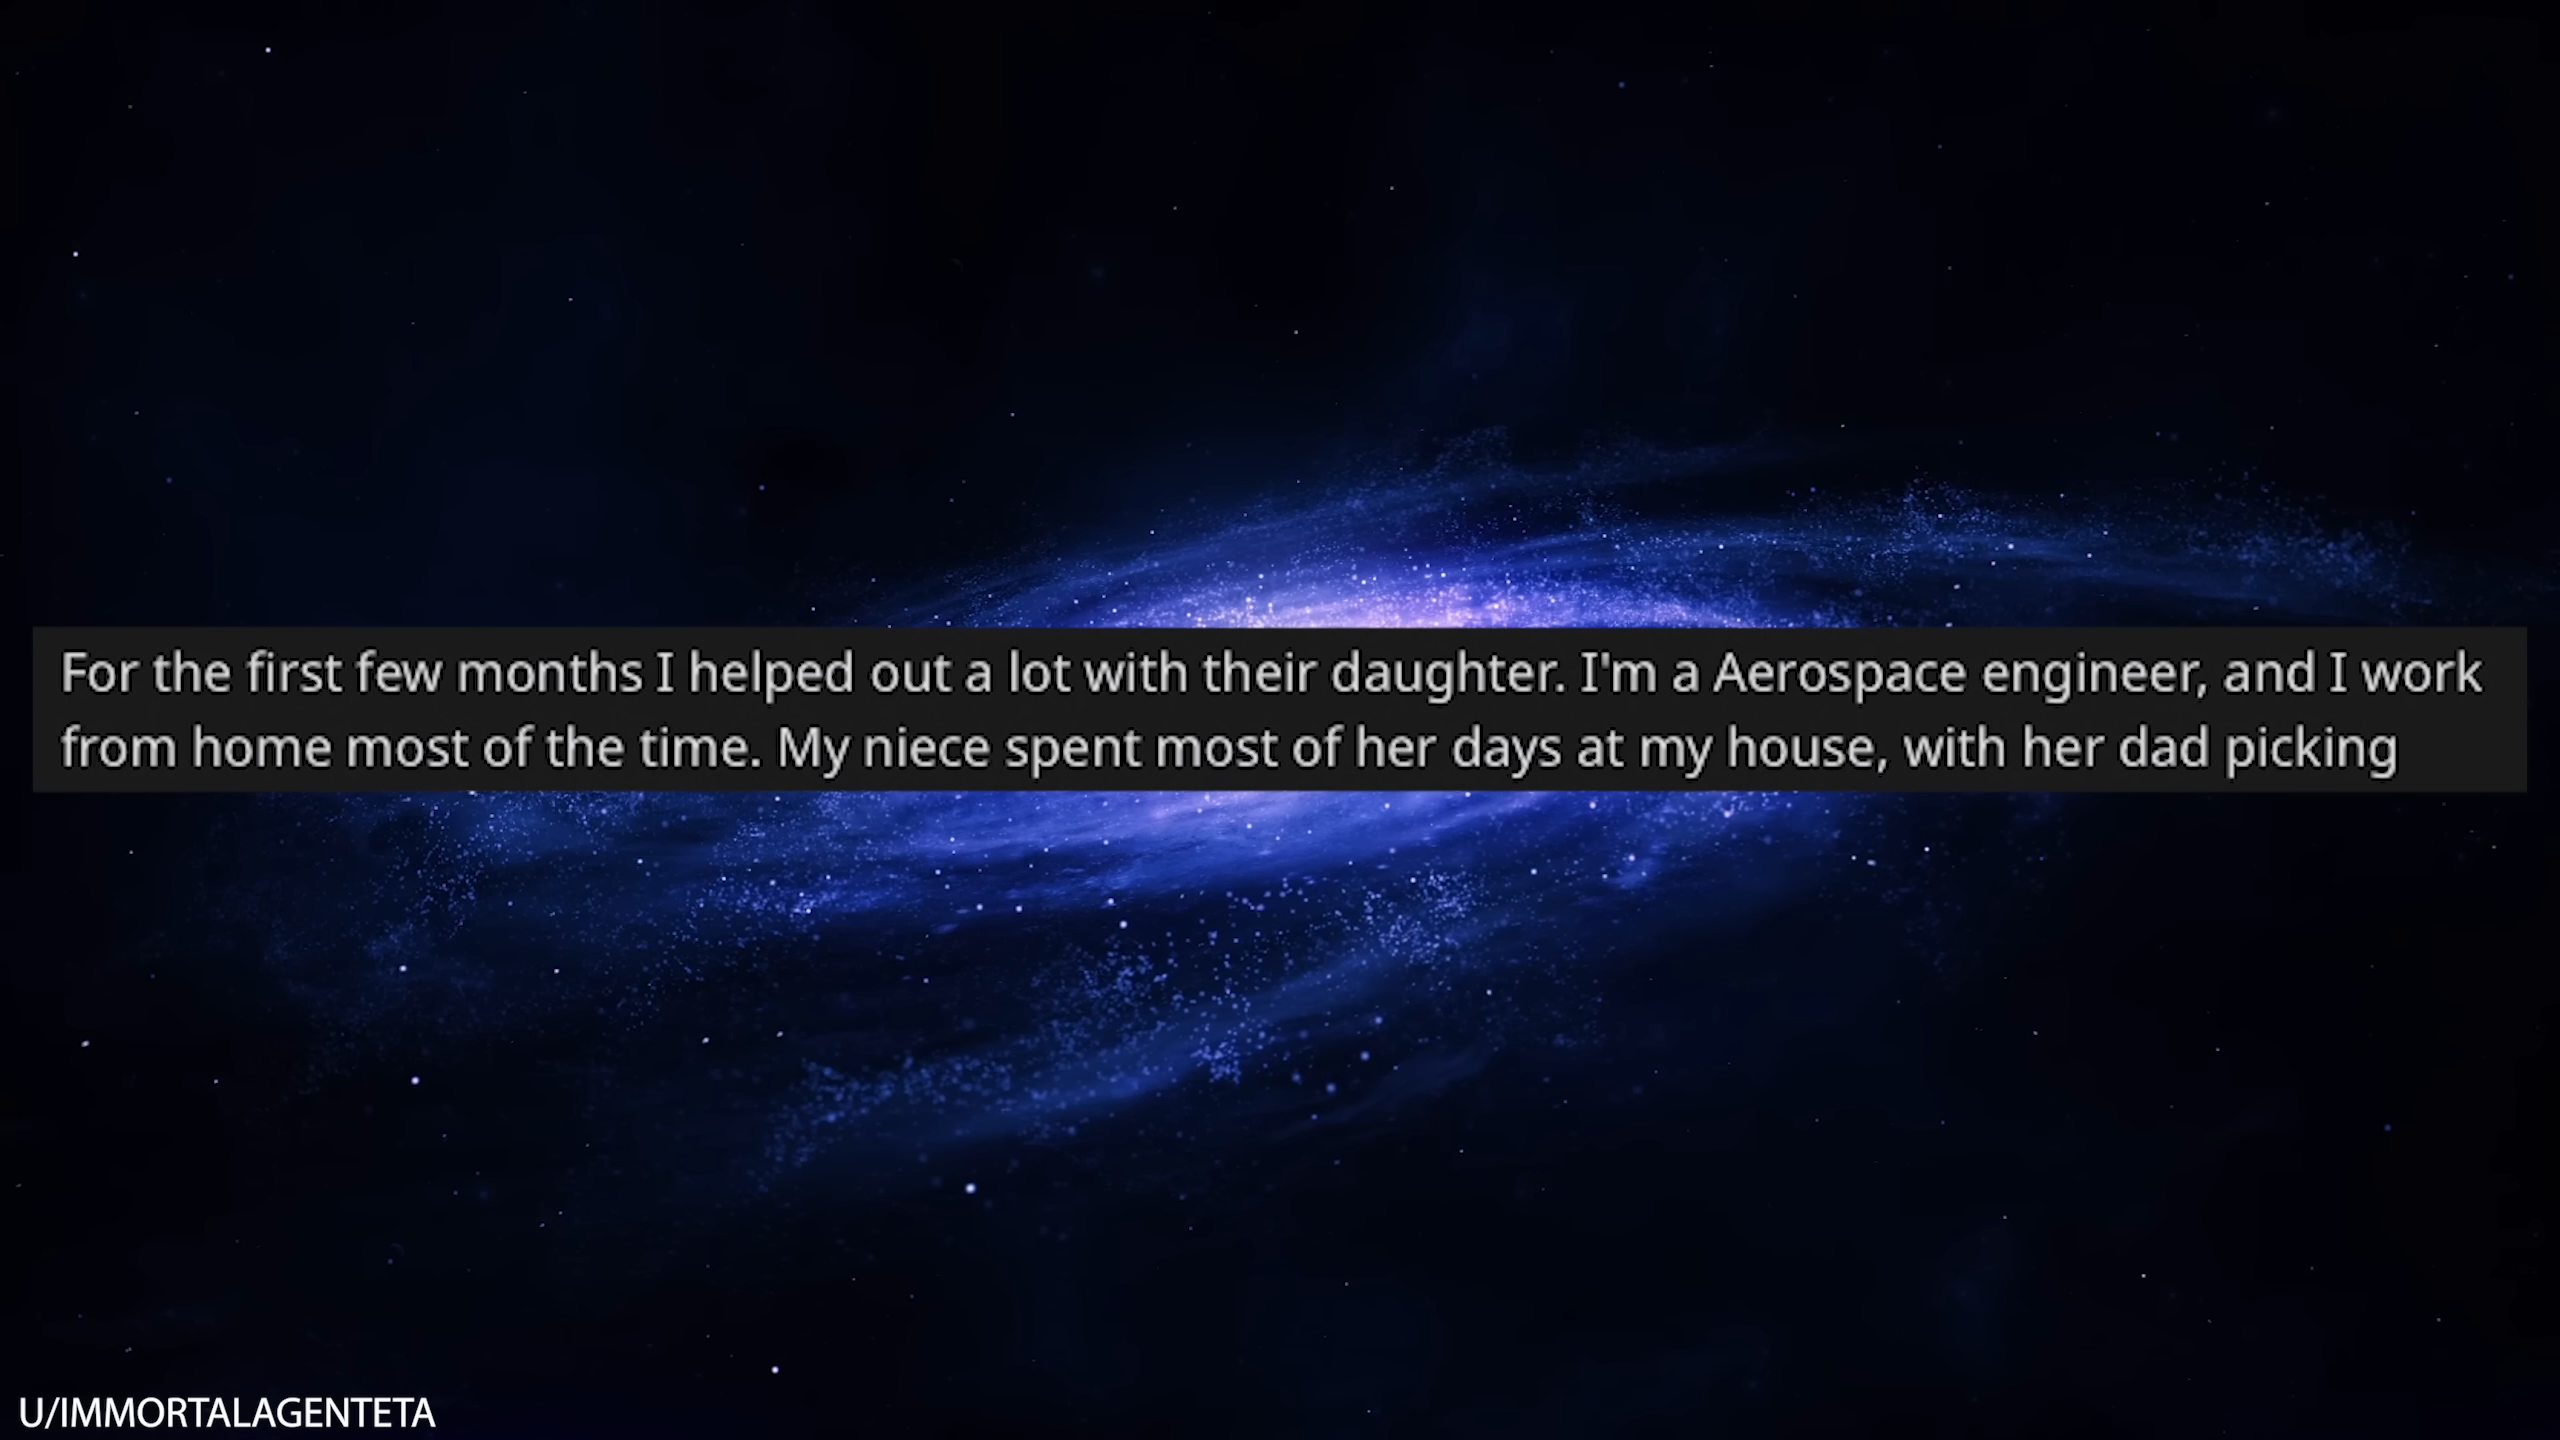 For the first few months I helped out a lot with their daughter. I'm a Aerospace engineer, and I work
from home most of the time. My niece spent most of her days at my house, with her dad picking
U/IMMORTALAGENTETA